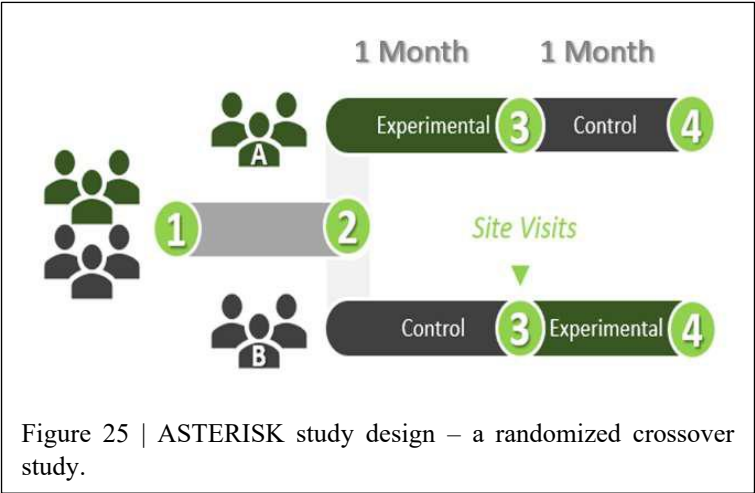 1 Month 1 Month
A
Experimental 3 Control 4
1 2
Site Visits
B
Control 3 Experimental 4
Figure 25 | ASTERISK study design – a randomized crossover
study.